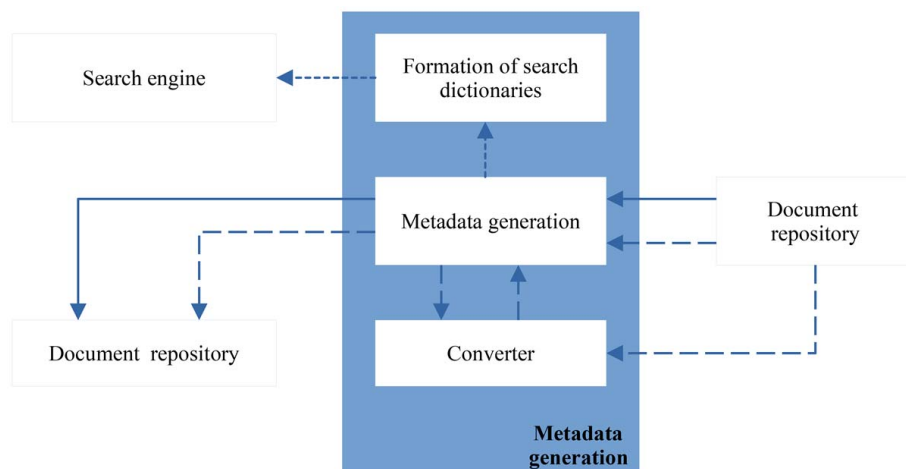 Search engine
Formation of search
dictionaries
Metadata generation
Document
repository
Document repository
Converter
Metadata
generation